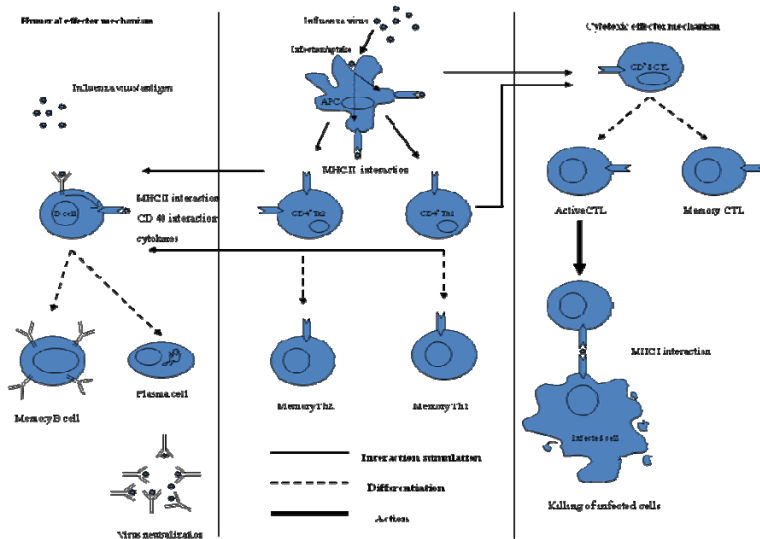 Humoral effector mechanism
Influenza virus/antigen
MHC II interaction
CD 40 interaction
cytokines
B cell
Memory B cell
Plasma cell
Virus neutralization
Influenza virus
Infection/uptake
APC
MHC II interaction
CD4+ Th2
CD4+ Th1
Memory Th2
Memory Th1
Interaction stimulation
Differentiation
Action
Cytotoxic effector mechanism
CD8 CTL
Active CTL
Memory CTL
MHC I interaction
Infected cell
Killing of infected cells